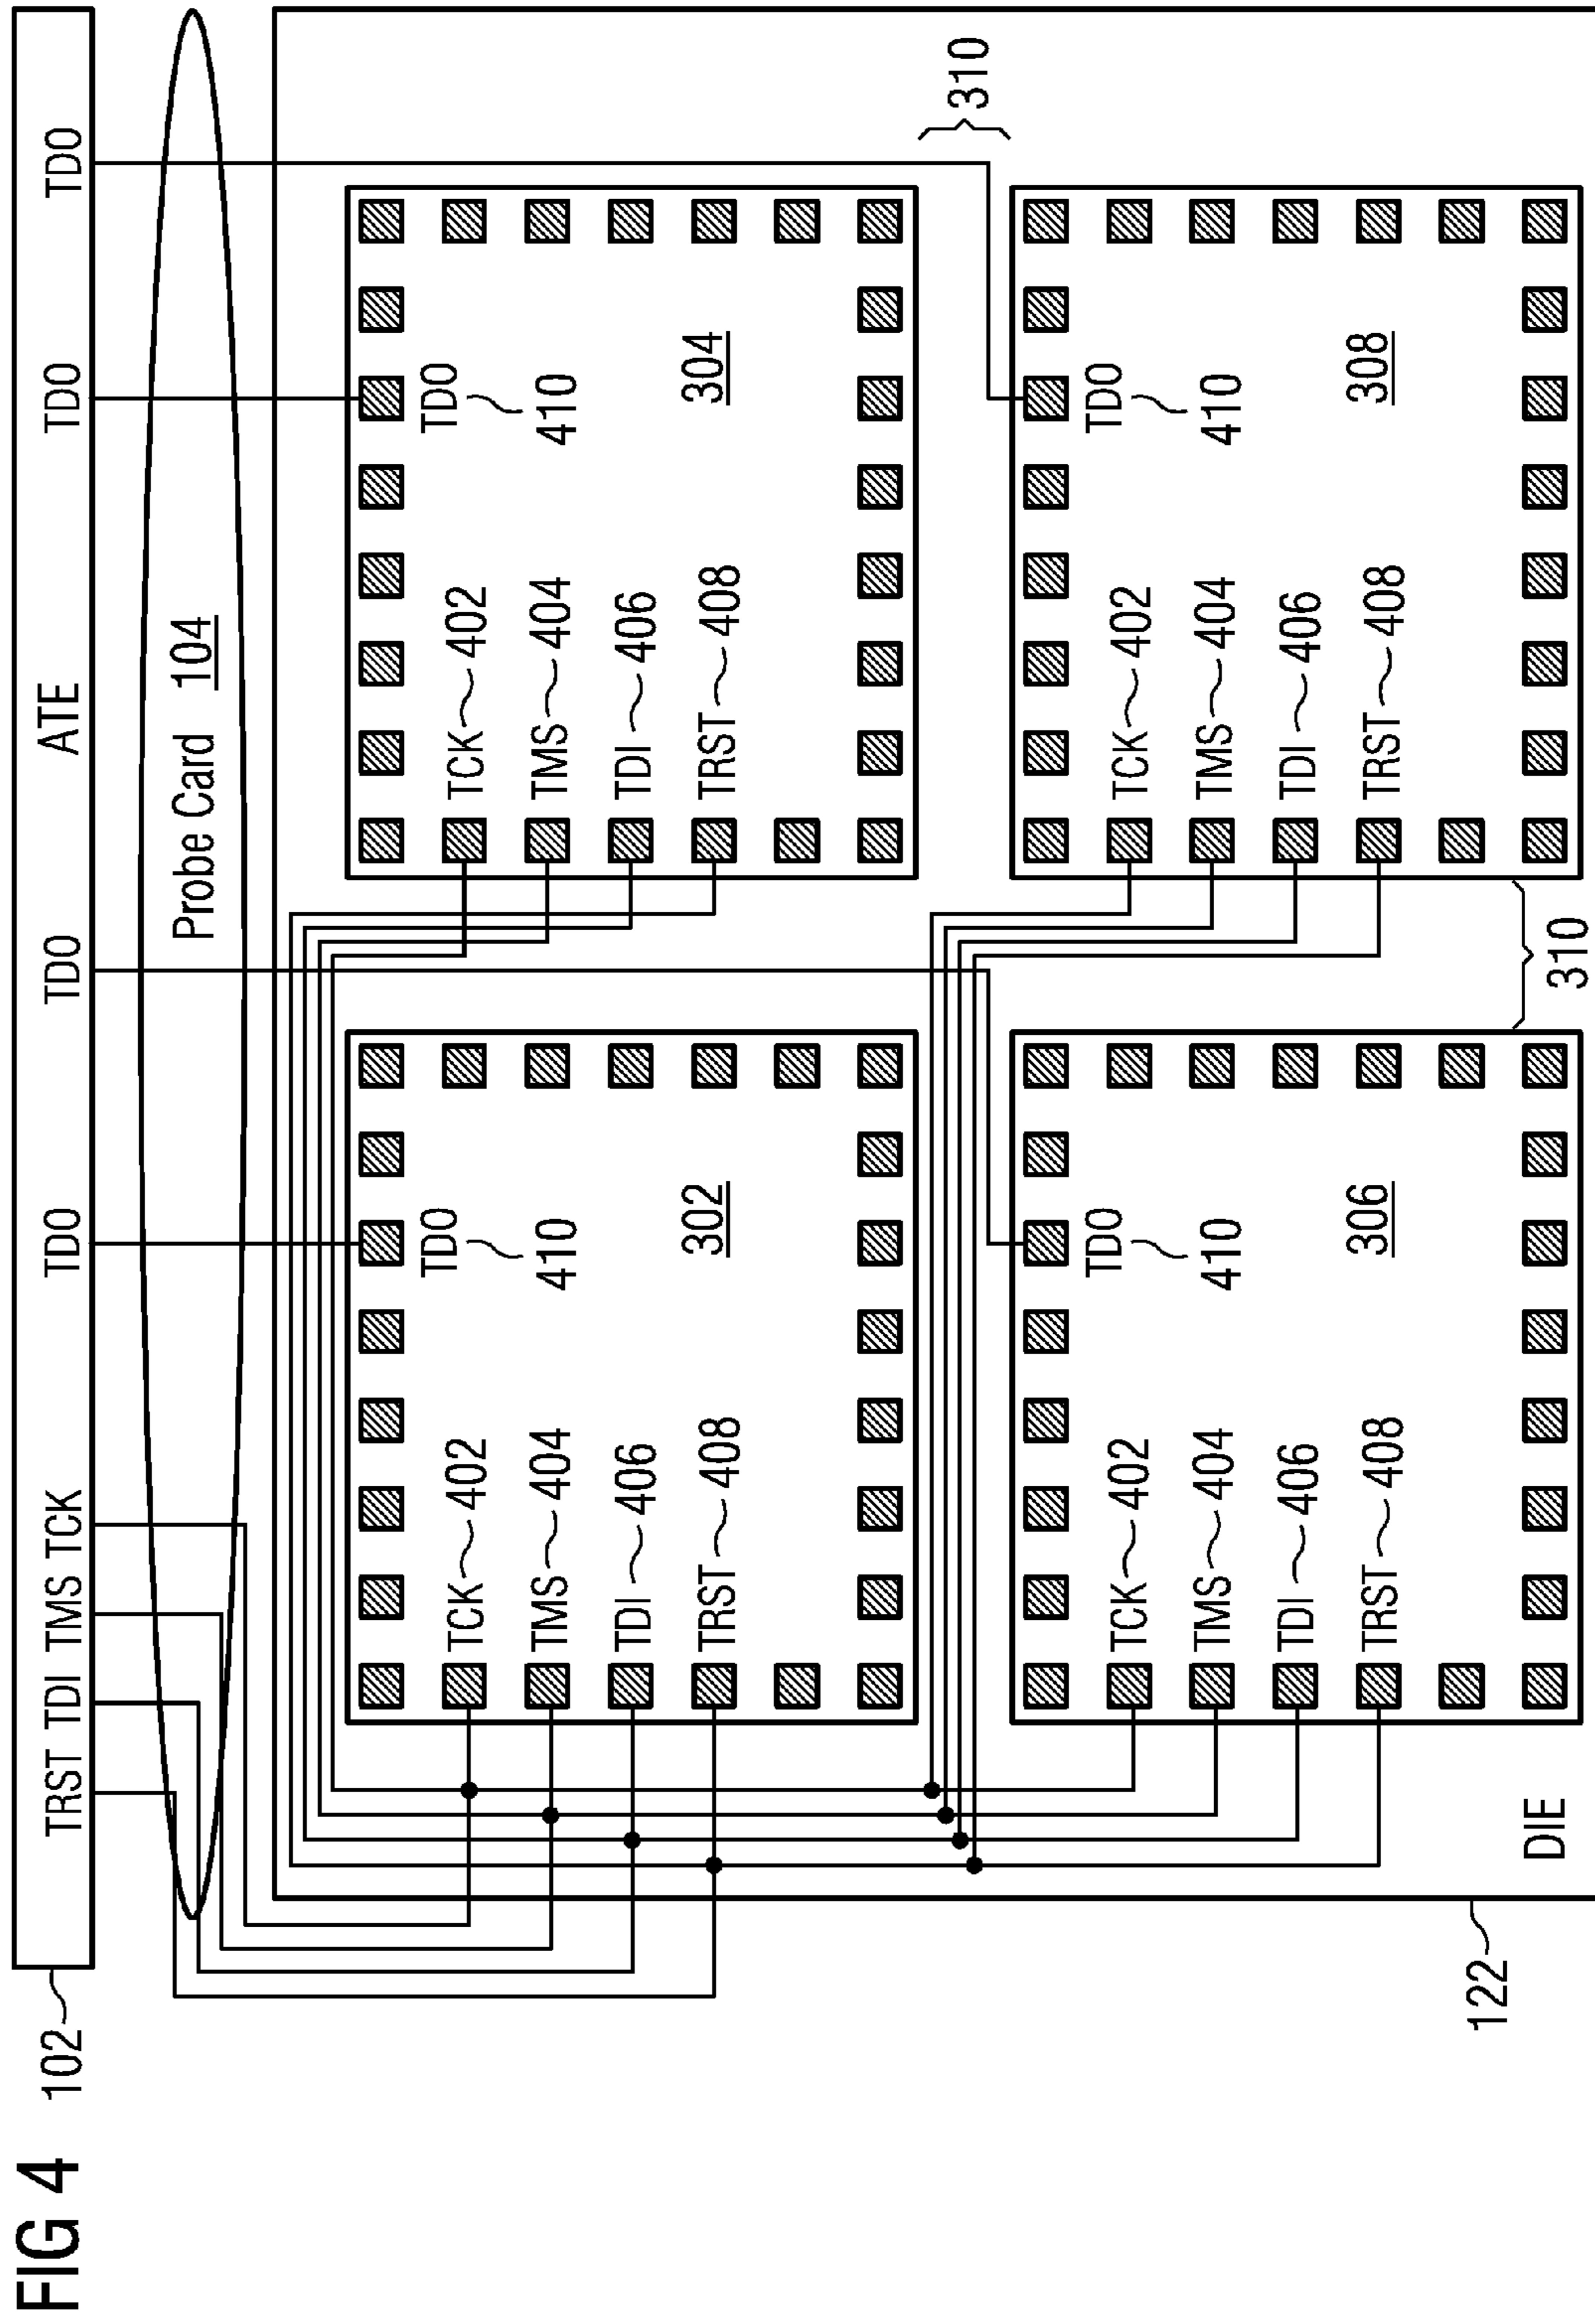 FIG 4
102
ATE
TRST TDI TMS TCK TDO TDO TDO TDO
Probe Card 104
TDO
410
TCK 402
TMS 404
TDI 406
TRST 408
302
TDO
410
TCK 402
TMS 404
TDI 406
TRST 408
304
310
TDO
410
TCK 402
TMS 404
TDI 406
TRST 408
306
TDO
410
TCK 402
TMS 404
TDI 406
TRST 408
308
310
DIE
122